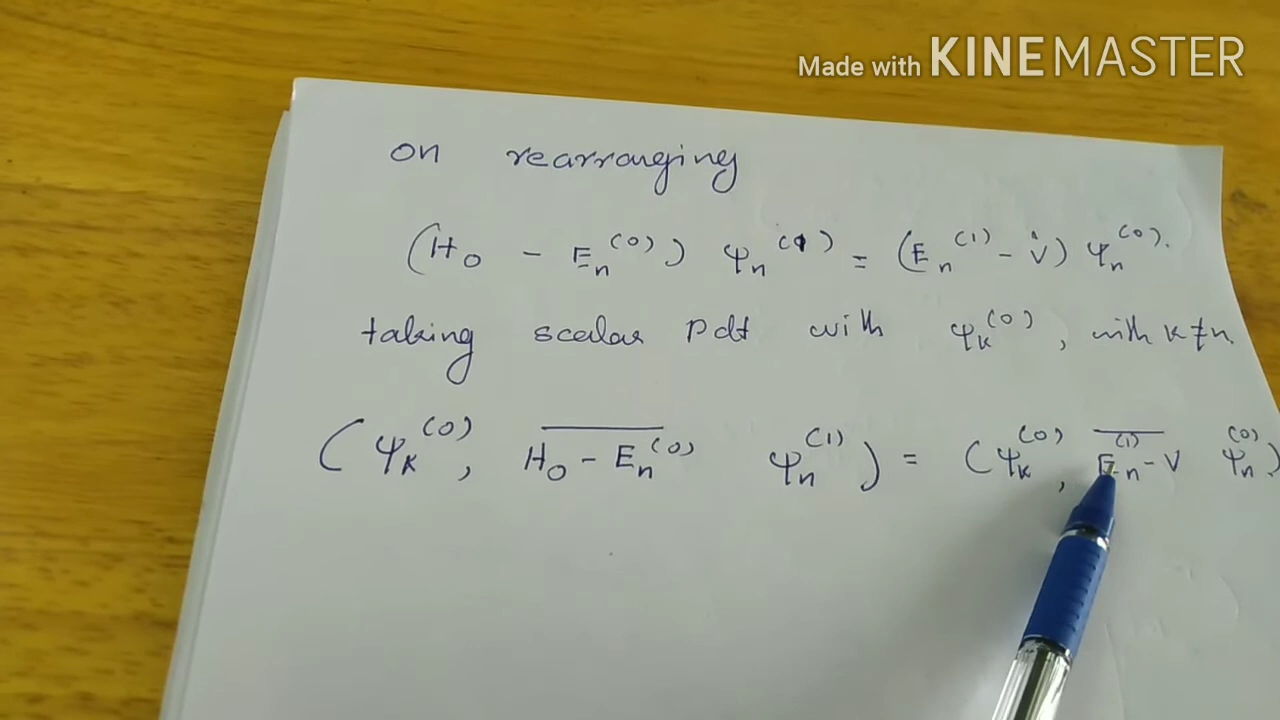 Made with KINEMASTER
on rearranging
(H₀ - Eₙ⁽⁰⁾) ψₙ⁽¹⁾ = (Eₙ⁽¹⁾ - V) ψₙ⁽⁰⁾.
taking scalar Pdt with ψₖ⁽⁰⁾, with k≠n.
(ψₖ⁽⁰⁾, H₀ - Eₙ⁽⁰⁾ ψₙ⁽¹⁾) = (ψₖ⁽⁰⁾, Eₙ⁽¹⁾ - V ψₙ⁽⁰⁾)